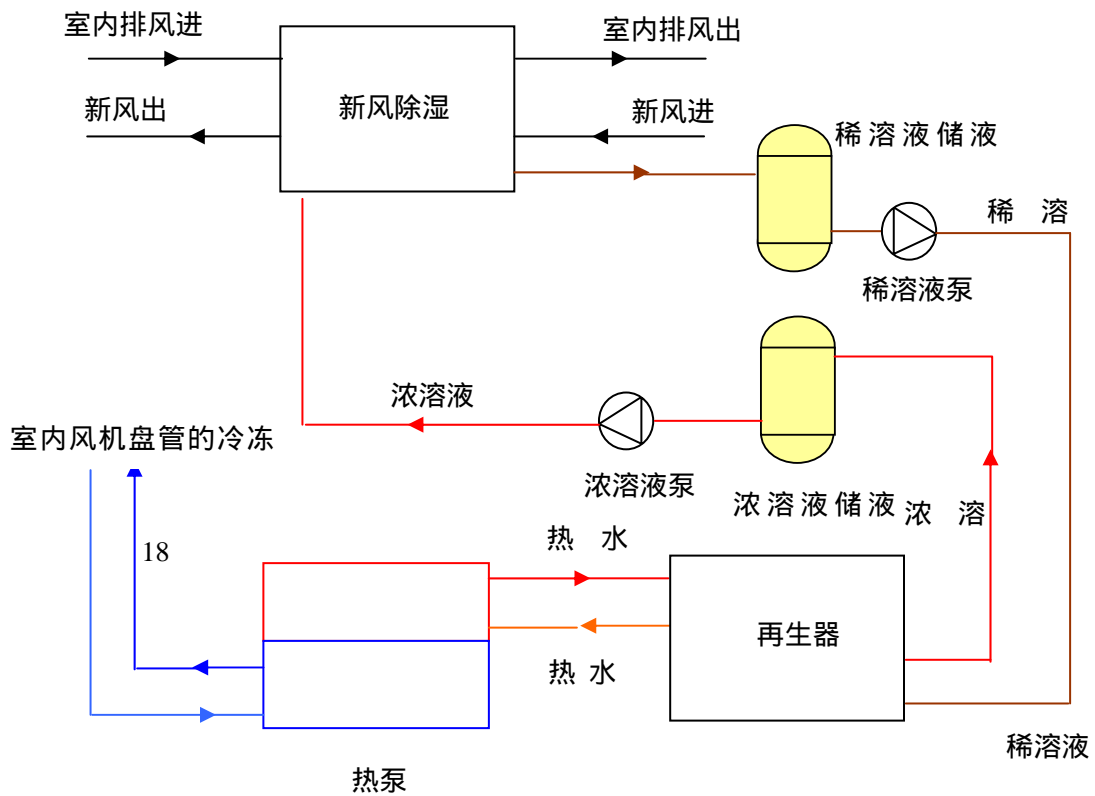 室内排风进
室内排风出
新风出
新风除湿
新风进
稀溶液储液
稀 溶
稀溶液泵
浓溶液
室内风机盘管的冷冻
浓溶液泵
浓溶液储液
浓 溶
18
热 水
再生器
热 水
稀溶液
热泵